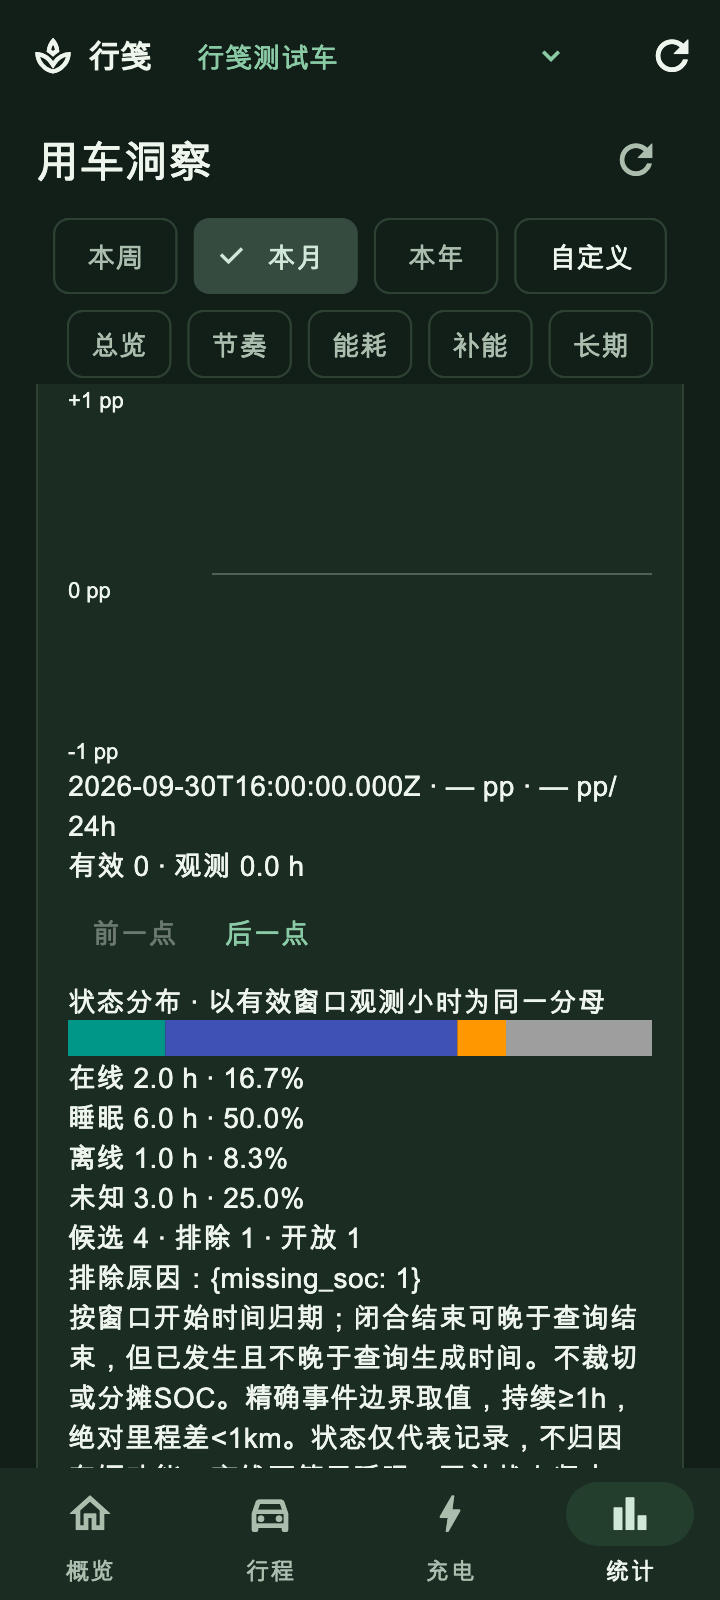 行笺
行笺测试车
用车洞察
本周
本月
本年
自定义
总览
节奏
能耗
补能
长期
+1 pp
0 pp
-1 pp
2026-09-30T16:00:00.000Z · — pp · — pp/
24h
有效 0 · 观测 0.0 h
前一点
后一点
状态分布 · 以有效窗口观测小时为同一分母
在线 2.0 h · 16.7%
睡眠 6.0 h · 50.0%
离线 1.0 h · 8.3%
未知 3.0 h · 25.0%
候选 4 · 排除 1 · 开放 1
排除原因：{missing_soc: 1}
按窗口开始时间归期；闭合结束可晚于查询结
束，但已发生且不晚于查询生成时间。不裁切
或分摊SOC。精确事件边界取值，持续≥1h，
绝对里程差<1km。状态仅代表记录，不归因
概览
行程
充电
统计